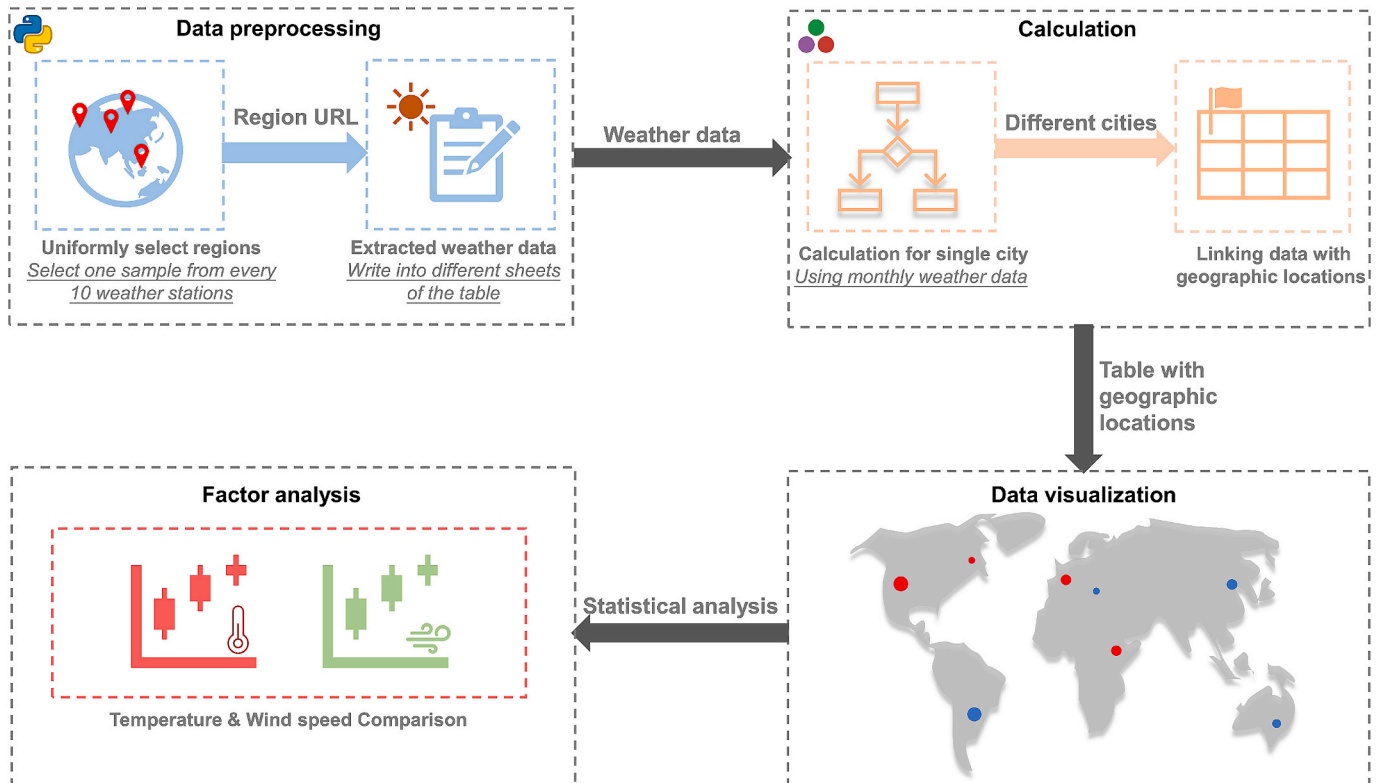 Data preprocessing
Region URL
Uniformly select regions
Select one sample from every
10 weather stations
Extracted weather data
Write into different sheets
of the table
Weather data
Calculation
Different cities
Calculation for single city
Using monthly weather data
Linking data with
geographic locations
Table with
geographic
locations
Data visualization
Statistical analysis
Factor analysis
Temperature & Wind speed Comparison